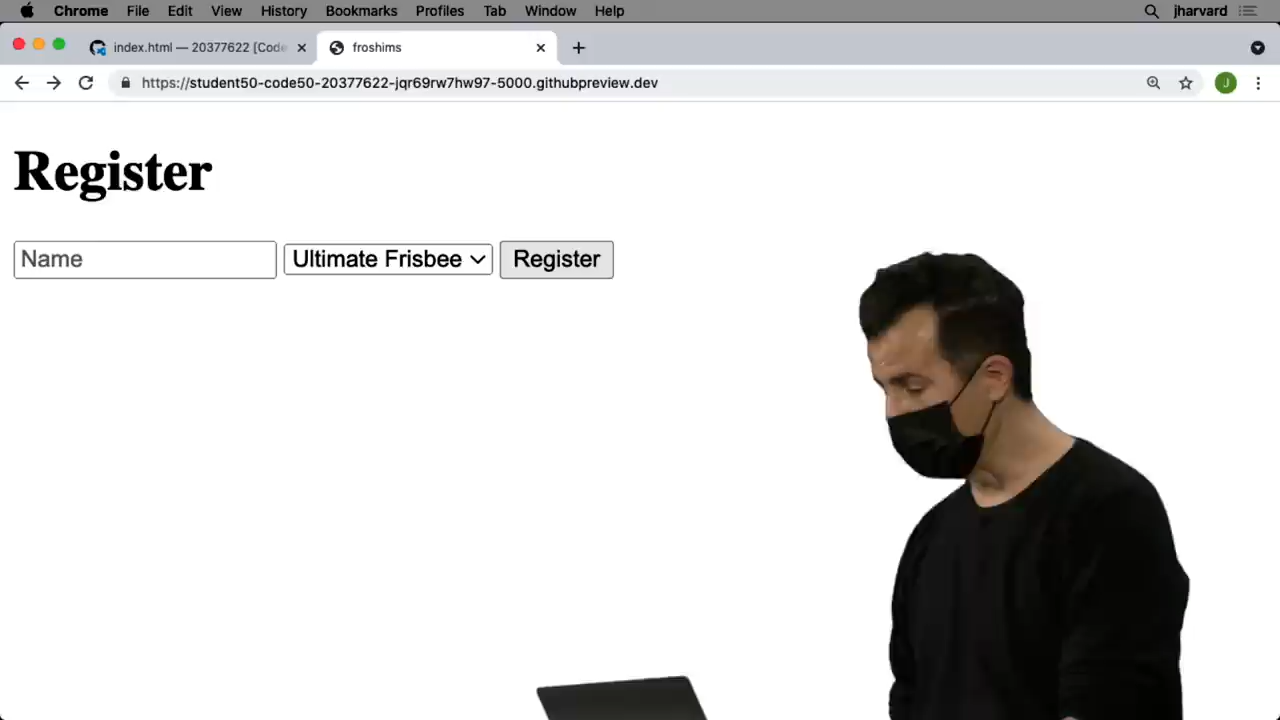 Chrome File Edit View History Bookmarks Profiles Tab Window Help jharvard
index.html — 20377622 [Code froshims
https://student50-code50-20377622-jqr69rw7hw97-5000.githubpreview.dev J
Register
Name Ultimate Frisbee Register